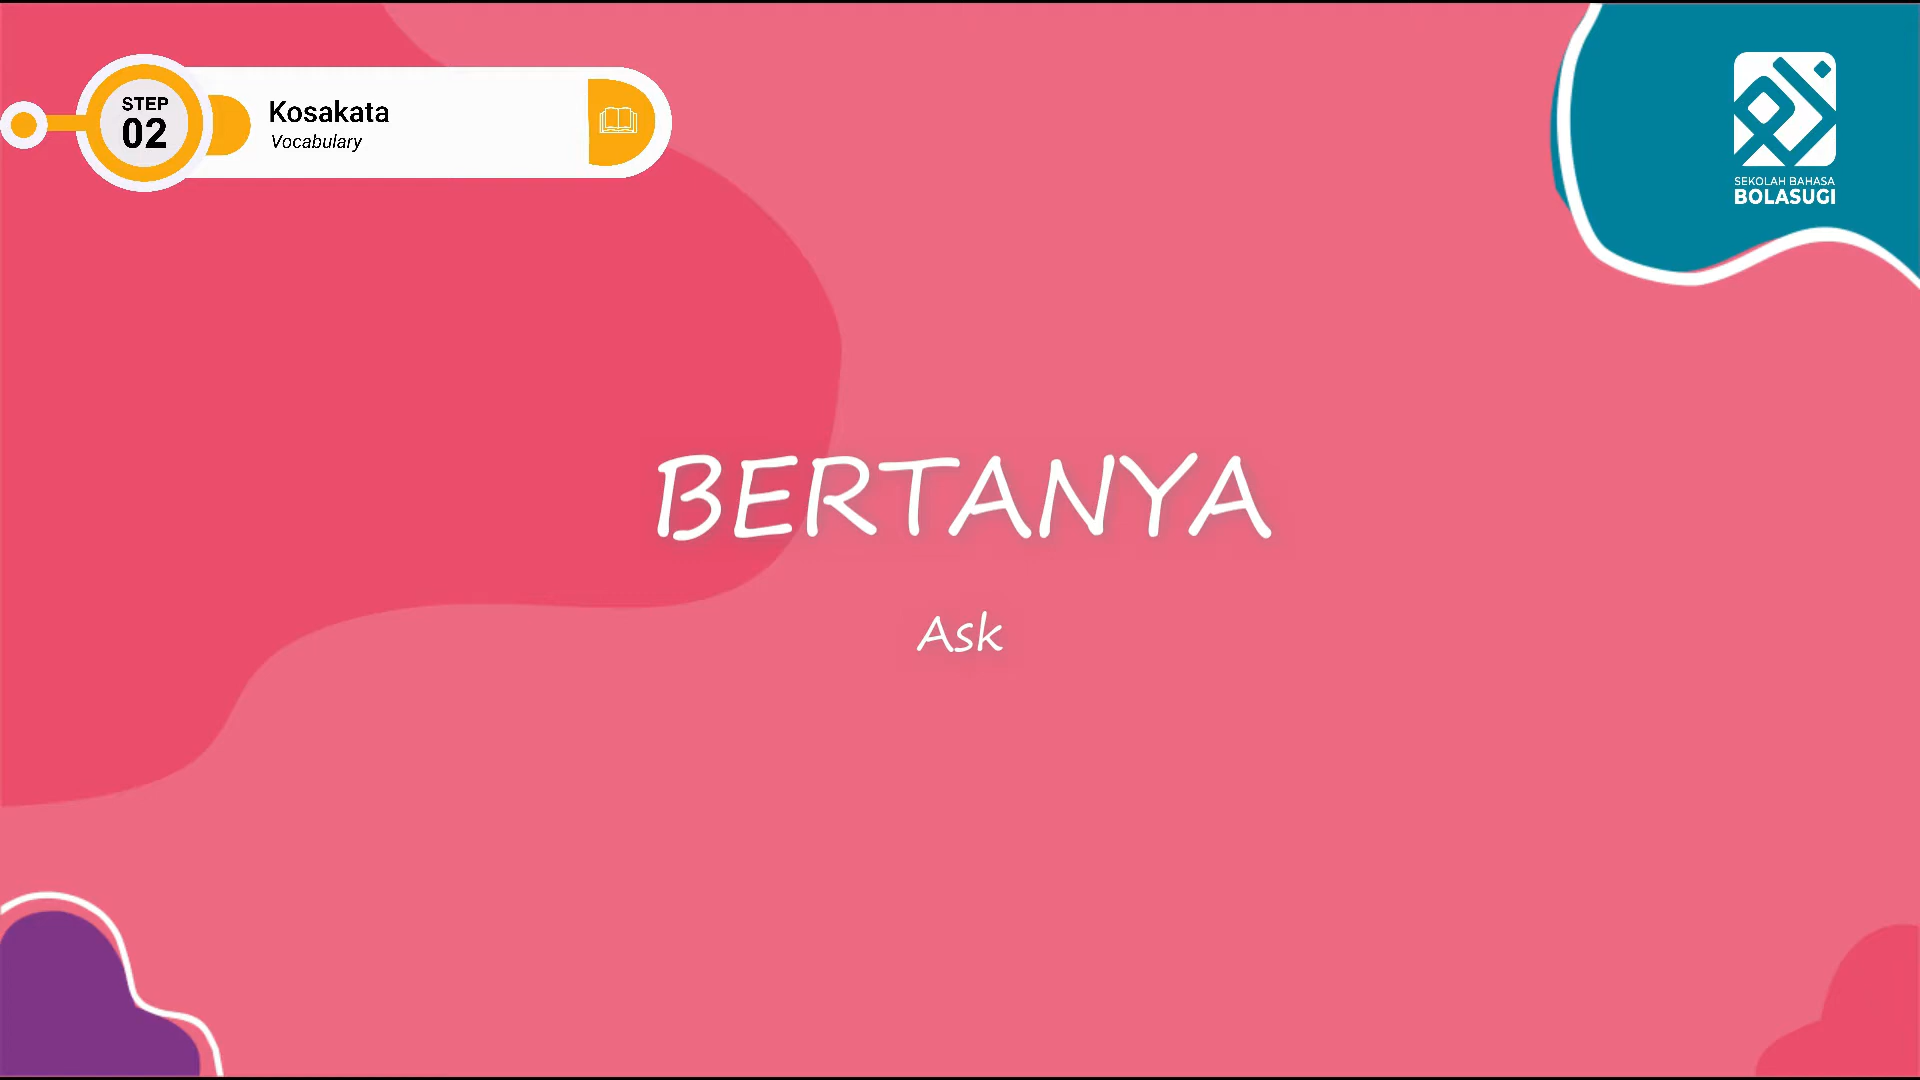 STEP
02
Kosakata
Vocabulary
SEKOLAH BAHASA
BOLASUGI
BERTANYA
Ask